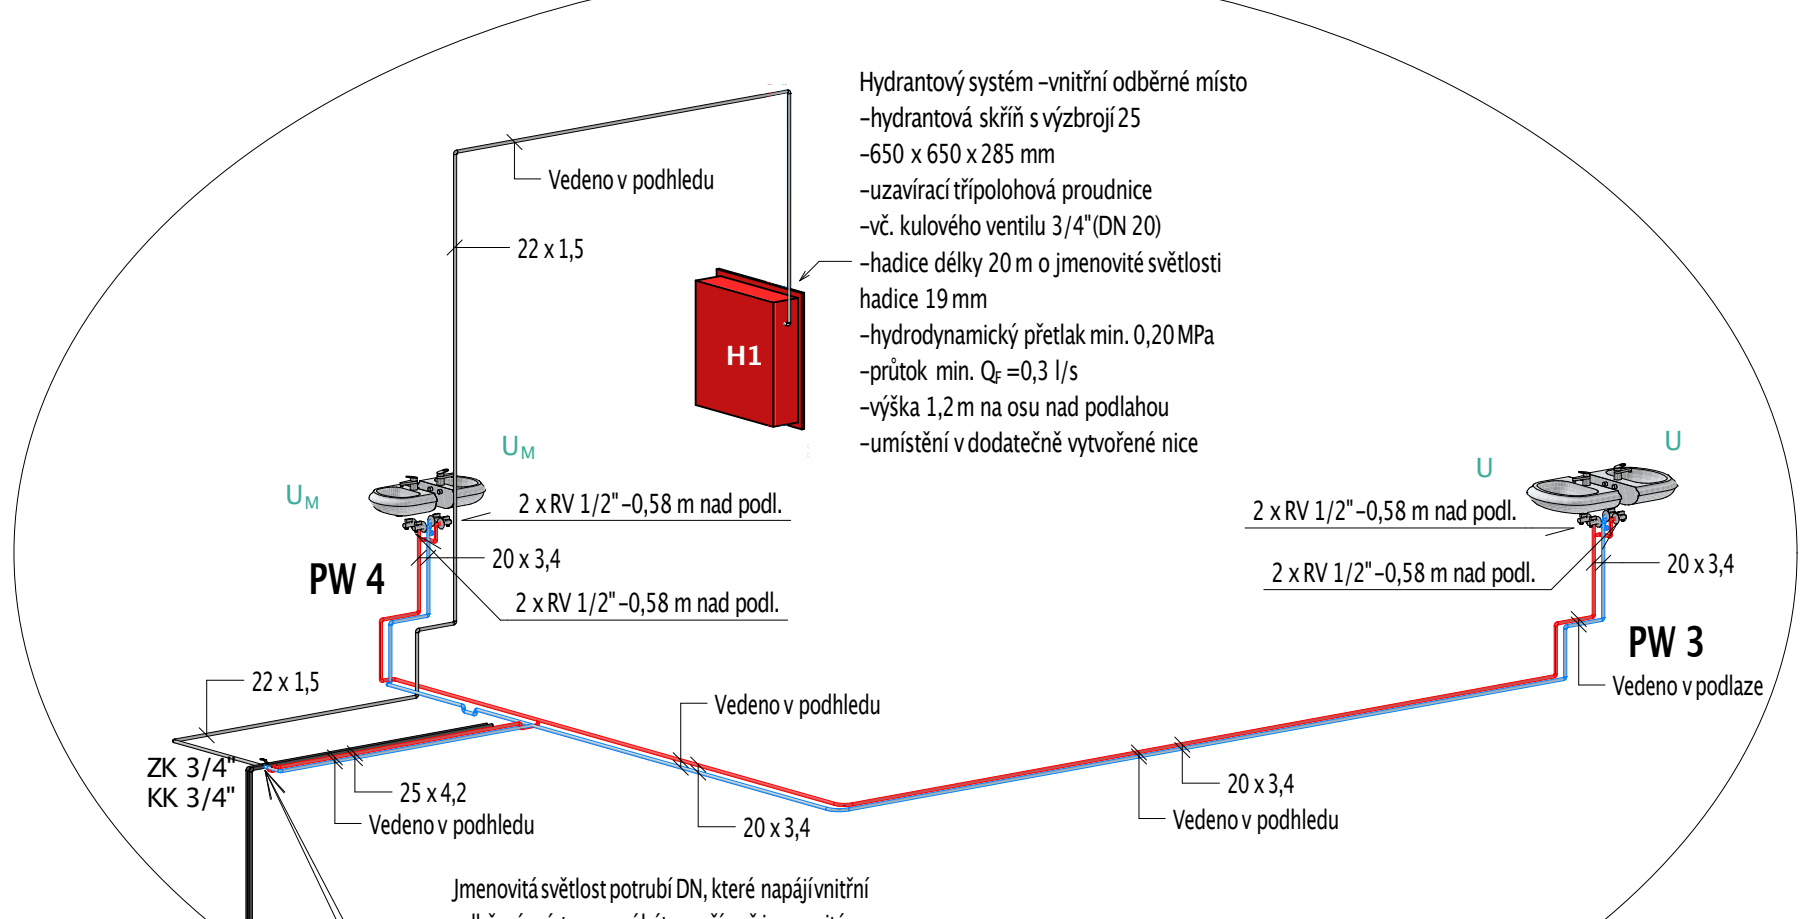 Hydrantový systém –vnitřní odběrné místo
–hydrantová skříň s výzbrojí 25
–650 x 650 x 285 mm
–uzavírací třípolohová proudnice
–vč. kulového ventilu 3/4"(DN 20)
–hadice délky 20 m o jmenovité světlosti
hadice 19 mm
–hydrodynamický přetlak min. 0,20 MPa
–průtok min. QF =0,3 l/s
–výška 1,2 m na osu nad podlahou
–umístění v dodatečně vytvořené nice
Vedeno v podhledu
22 x 1,5
H1
UM
UM
2 x RV 1/2" –0,58 m nad podl.
20 x 3,4
PW 4
2 x RV 1/2" –0,58 m nad podl.
U
U
2 x RV 1/2" –0,58 m nad podl.
2 x RV 1/2" –0,58 m nad podl.
20 x 3,4
PW 3
Vedeno v podlaze
22 x 1,5
Vedeno v podhledu
ZK 3/4"
KK 3/4"
25 x 4,2
Vedeno v podhledu
20 x 3,4
20 x 3,4
Vedeno v podhledu
Jmenovitá světlost potrubí DN, které napájí vnitřní